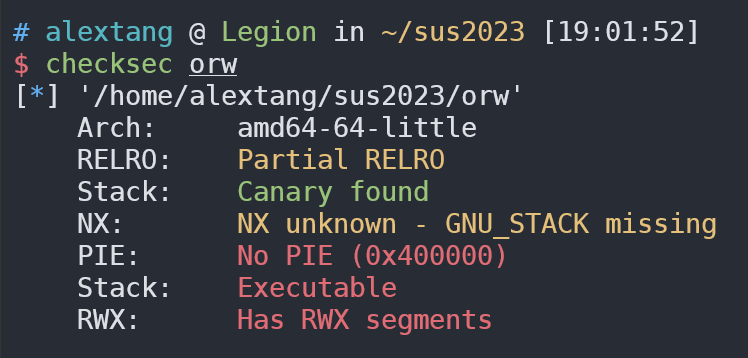 # alextang @ Legion in ~/sus2023 [19:01:52]
$ checksec orw
[*] '/home/alextang/sus2023/orw'
    Arch:     amd64-64-little
    RELRO:    Partial RELRO
    Stack:    Canary found
    NX:       NX unknown - GNU_STACK missing
    PIE:      No PIE (0x400000)
    Stack:    Executable
    RWX:      Has RWX segments